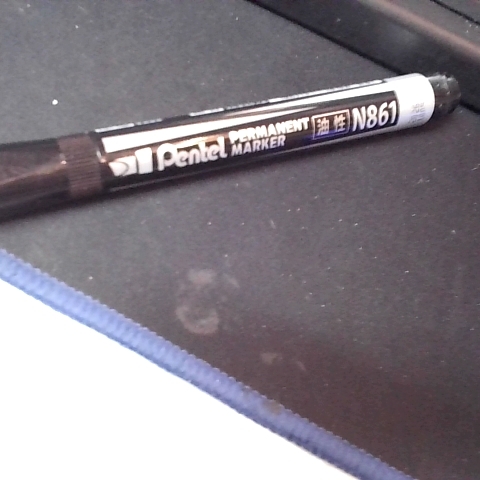 Pentel PERMANENT MARKER 油性 N861